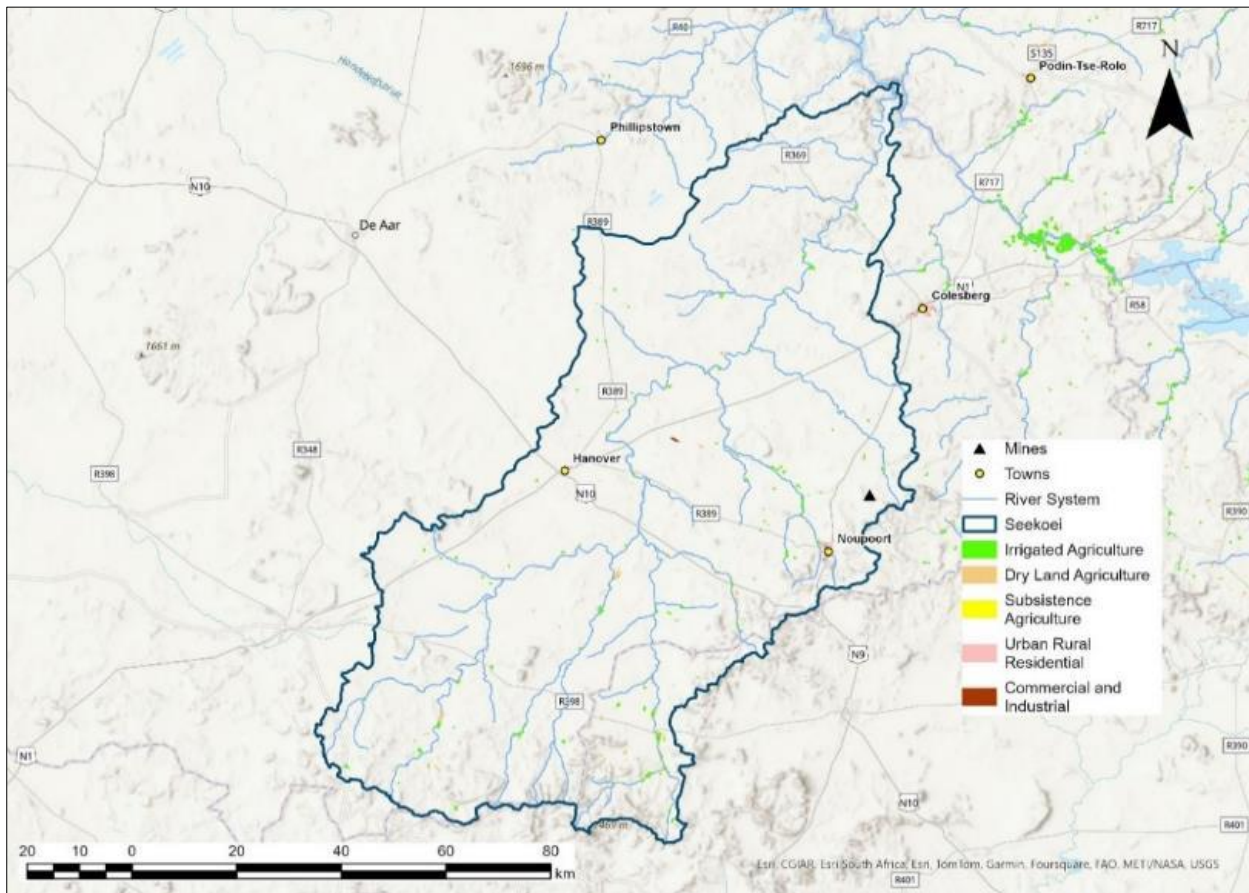 R40
R717
N
S135
Podin-Tse-Rolo
1696 m
Phillipstown
R369
N10
R717
R389
De Aar
N1
Colesberg
R58
1661 m
R389
Hanover
R348
R398
N10
R389
Noupoort
R390
N9
R398
N1
R390
N10
R401
R401
Mines
Towns
River System
Seekoei
Irrigated Agriculture
Dry Land Agriculture
Subsistence
Agriculture
Urban Rural
Residential
Commercial and
Industrial
20 10 0 20 40 60 80
km
Esri, CGIAR, Esri South Africa, Esri, TomTom, Garmin, Foursquare, FAO, METI/NASA, USGS